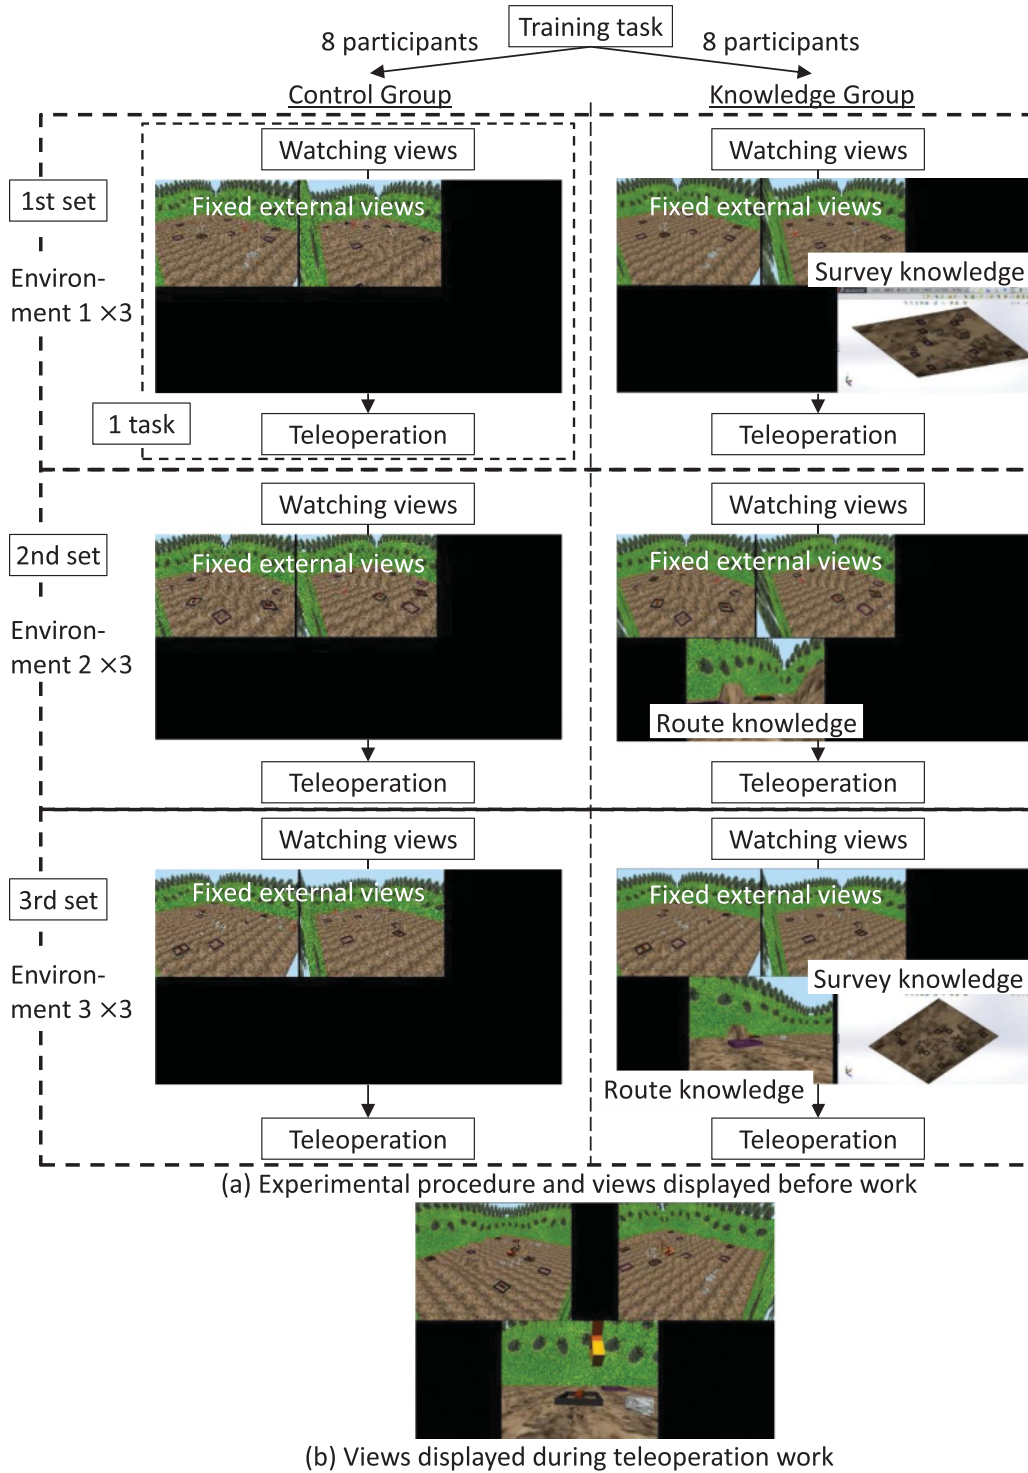 Training task
8 participants
8 participants
Control Group
Knowledge Group
Watching views
Watching views
1st set
Fixed external views
Fixed external views
Survey knowledge
Environ-
ment 1 ×3
1 task
Teleoperation
Teleoperation
Watching views
Watching views
2nd set
Fixed external views
Fixed external views
Environ-
ment 2 ×3
Route knowledge
Teleoperation
Teleoperation
Watching views
Watching views
3rd set
Fixed external views
Fixed external views
Environ-
ment 3 ×3
Survey knowledge
Route knowledge
Teleoperation
Teleoperation
(a) Experimental procedure and views displayed before work
(b) Views displayed during teleoperation work